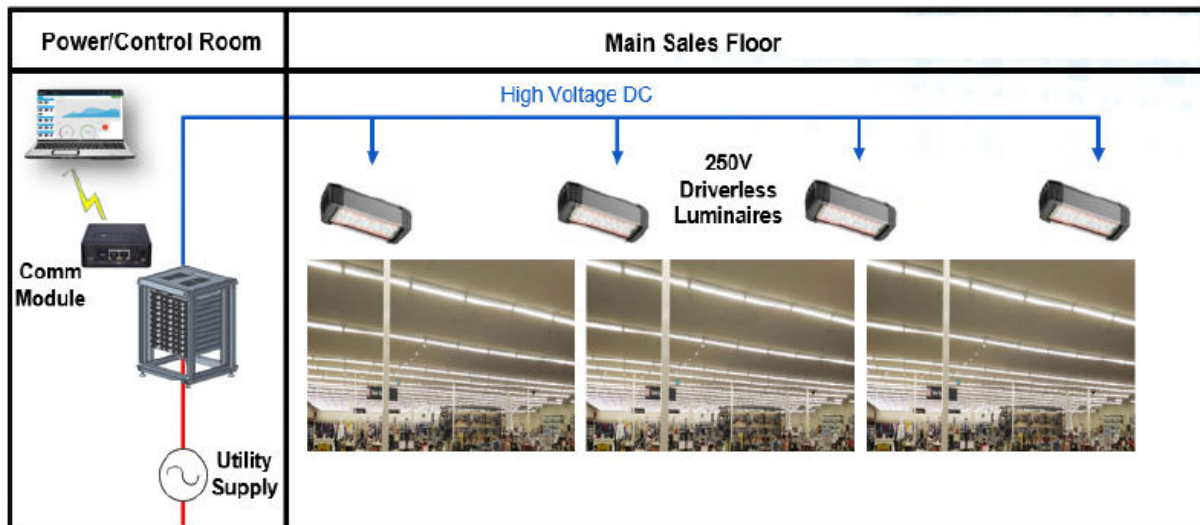 Power/Control Room
Main Sales Floor
High Voltage DC
250V
Driverless
Luminaires
Comm
Module
Utility
Supply